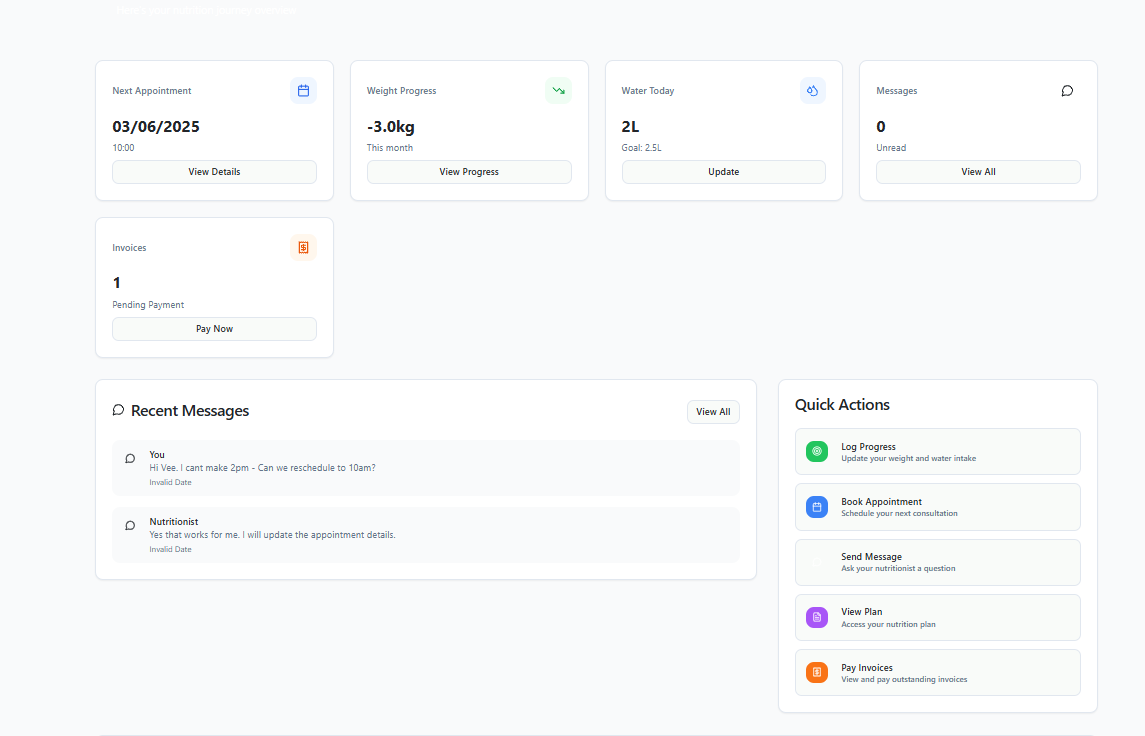 Here's your nutrition journey overview
Next Appointment
03/06/2025
10:00
View Details
Weight Progress
-3.0kg
This month
View Progress
Water Today
2L
Goal: 2.5L
Update
Messages
0
Unread
View All
Invoices
1
Pending Payment
Pay Now
Recent Messages
View All
You
Hi Vee. I cant make 2pm - Can we reschedule to 10am?
Invalid Date
Nutritionist
Yes that works for me. I will update the appointment details.
Invalid Date
Quick Actions
Log Progress
Update your weight and water intake
Book Appointment
Schedule your next consultation
Send Message
Ask your nutritionist a question
View Plan
Access your nutrition plan
Pay Invoices
View and pay outstanding invoices